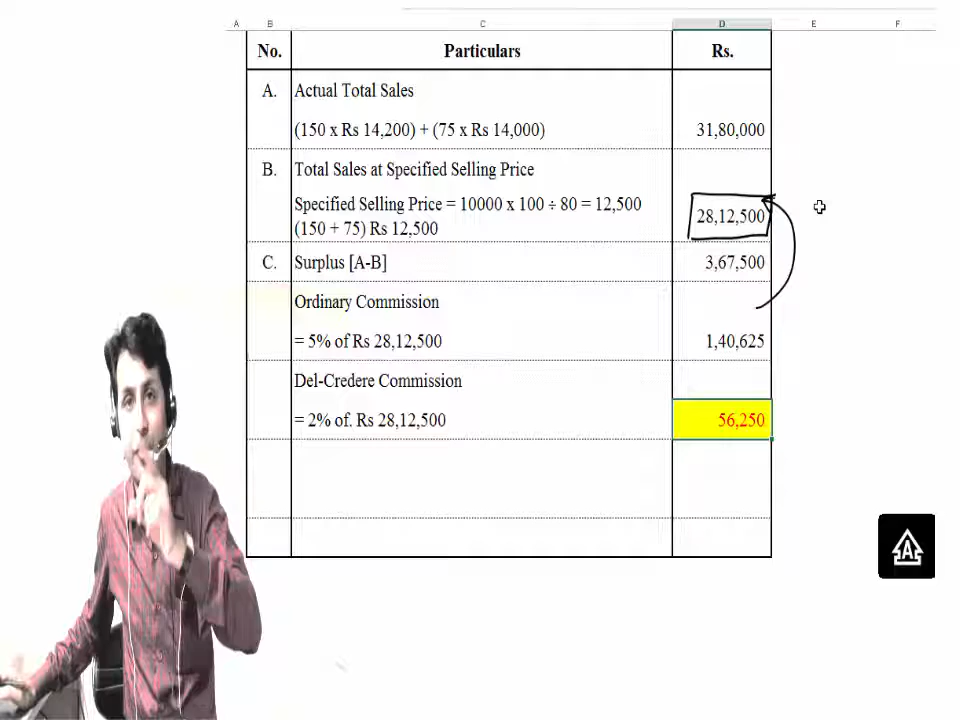 A B C D E F
No. Particulars Rs.
A. Actual Total Sales
(150 x Rs 14,200) + (75 x Rs 14,000) 31,80,000
B. Total Sales at Specified Selling Price
Specified Selling Price = 10000 x 100 ÷ 80 = 12,500
28,12,500
(150 + 75) Rs 12,500
C. Surplus [A-B] 3,67,500
Ordinary Commission
= 5% of Rs 28,12,500 1,40,625
Del-Credere Commission
= 2% of. Rs 28,12,500 56,250
A